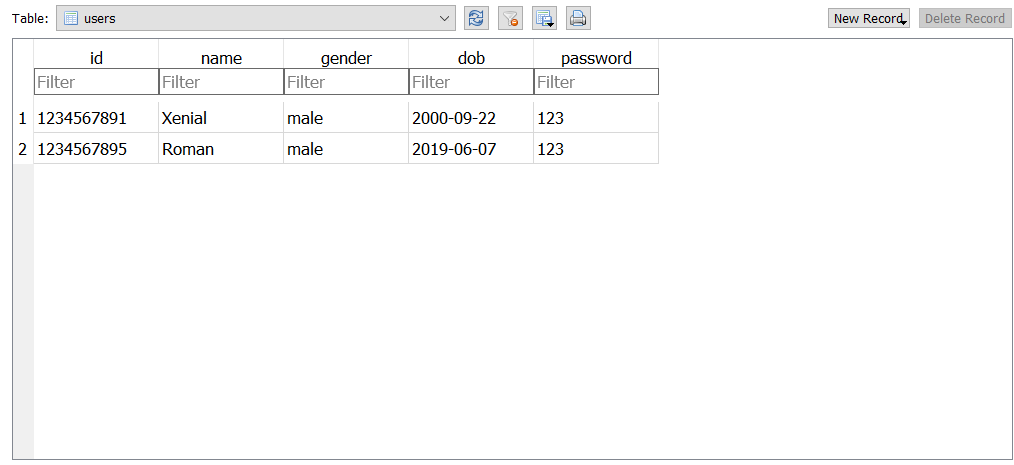 Table: users New Record Delete Record
id name gender dob password
Filter Filter Filter Filter Filter
1 1234567891 Xenial male 2000-09-22 123
2 1234567895 Roman male 2019-06-07 123